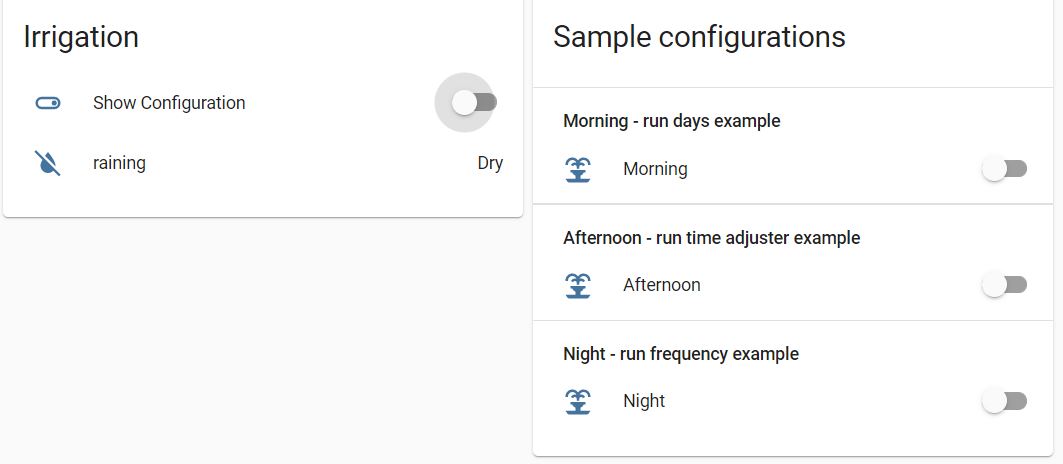 Irrigation
Show Configuration
raining Dry
Sample configurations
Morning - run days example
Morning
Afternoon - run time adjuster example
Afternoon
Night - run frequency example
Night